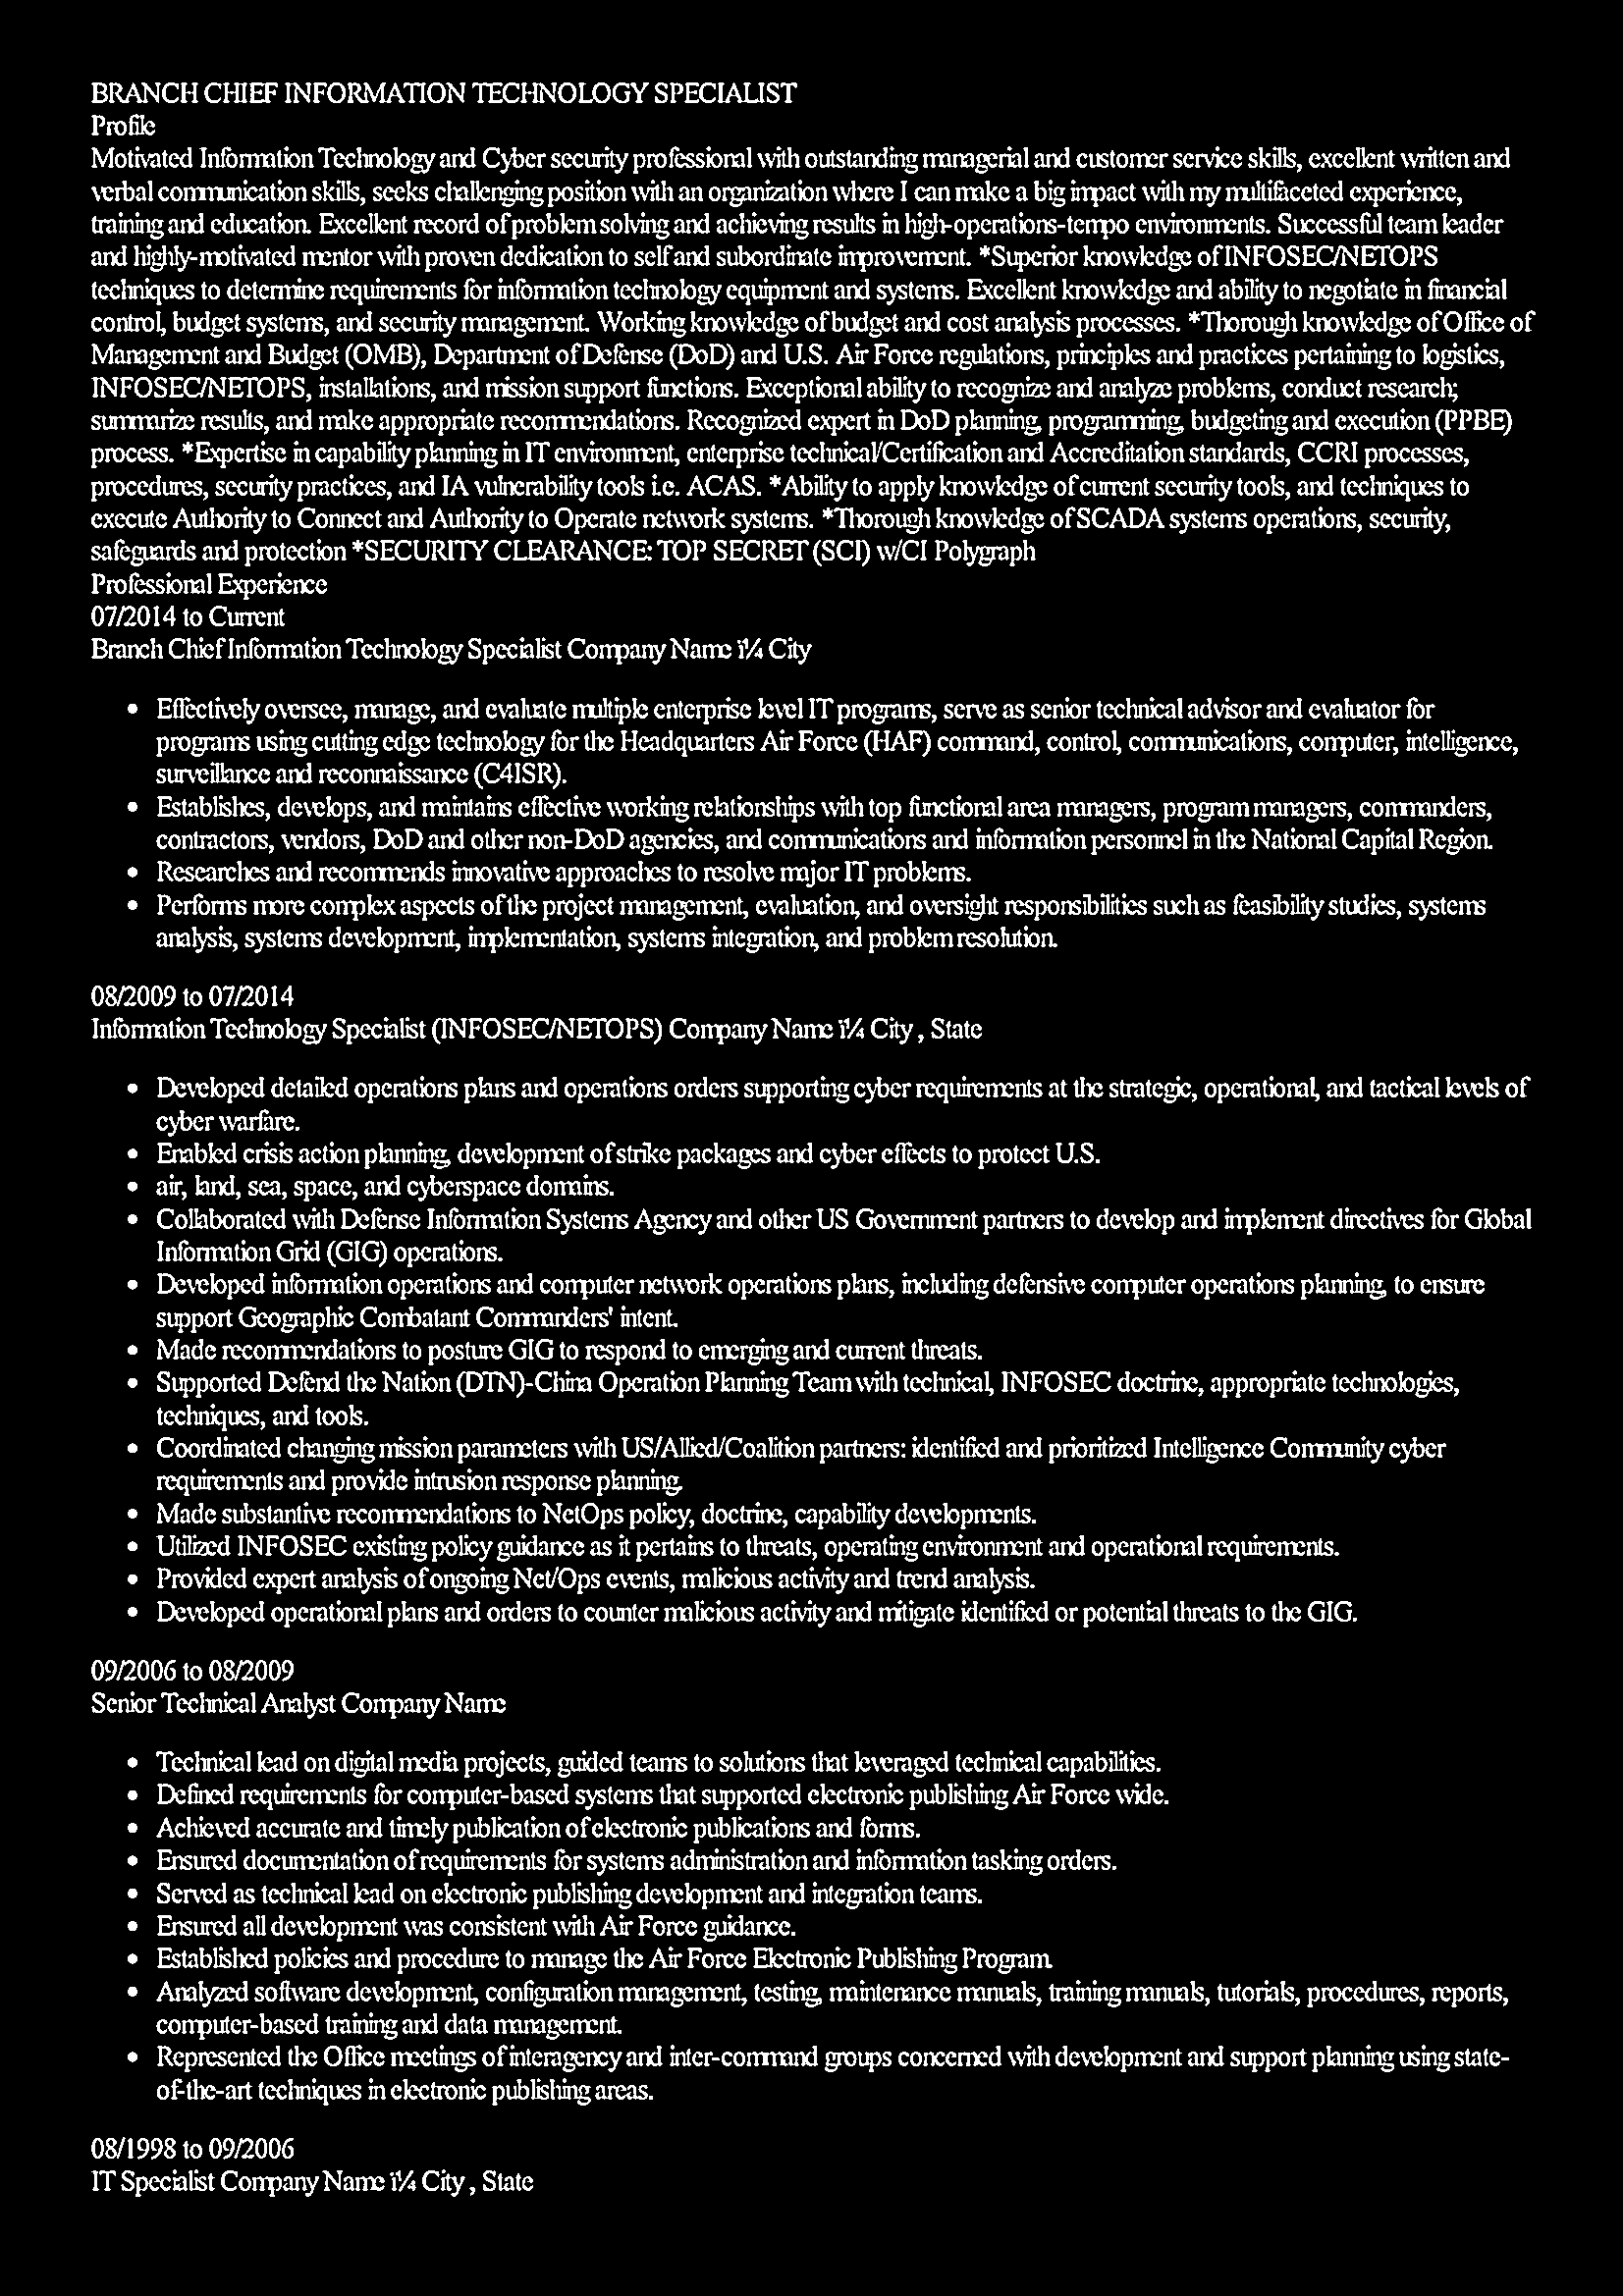 BRANCH CHIEF INFORMATION TECHNOLOGY SPECIALIST
Profile
Motivated Information Technology and Cyber security professional with outstanding managerial and customer service skills, excellent written and
verbal communication skills, seeks challenging position with an organization where I can make a big impact with my multifaceted experience,
training and education. Excellent record of problem solving and achieving results in high-operations-tempo environments. Successful team leader
and highly-motivated mentor with proven dedication to self and subordinate improvement. *Superior knowledge of INFOSEC/NETOPS
techniques to determine requirements for information technology equipment and systems. Excellent knowledge and ability to negotiate in financial
control, budget systems, and security management. Working knowledge of budget and cost analysis processes. *Thorough knowledge of Office of
Management and Budget (OMB), Department of Defense (DoD) and U.S. Air Force regulations, principles and practices pertaining to logistics,
INFOSEC/NETOPS, installations, and mission support functions. Exceptional ability to recognize and analyze problems, conduct research;
summarize results, and make appropriate recommendations. Recognized expert in DoD planning, programming, budgeting and execution (PPBE)
process. *Expertise in capability planning in IT environment, enterprise technical/Certification and Accreditation standards, CCRI processes,
procedures, security practices, and IA vulnerability tools i.e. ACAS. *Ability to apply knowledge of current security tools, and techniques to
execute Authority to Connect and Authority to Operate network systems. *Thorough knowledge of SCADA systems operations, security,
safeguards and protection *SECURITY CLEARANCE: TOP SECRET (SCI) w/CI Polygraph
Professional Experience
07/2014 to Current
Branch Chief Information Technology Specialist Company Name ï¼ City
• Effectively oversee, manage, and evaluate multiple enterprise level IT programs, serve as senior technical advisor and evaluator for
programs using cutting edge technology for the Headquarters Air Force (HAF) command, control, communications, computer, intelligence,
surveillance and reconnaissance (C4ISR).
• Establishes, develops, and maintains effective working relationships with top functional area managers, program managers, commanders,
contractors, vendors, DoD and other non-DoD agencies, and communications and information personnel in the National Capital Region.
• Researches and recommends innovative approaches to resolve major IT problems.
• Performs more complex aspects of the project management, evaluation, and oversight responsibilities such as feasibility studies, systems
analysis, systems development, implementation, systems integration, and problem resolution.
08/2009 to 07/2014
Information Technology Specialist (INFOSEC/NETOPS) Company Name ï¼ City , State
• Developed detailed operations plans and operations orders supporting cyber requirements at the strategic, operational, and tactical levels of
cyber warfare.
• Enabled crisis action planning, development of strike packages and cyber effects to protect U.S.
• air, land, sea, space, and cyberspace domains.
• Collaborated with Defense Information Systems Agency and other US Government partners to develop and implement directives for Global
Information Grid (GIG) operations.
• Developed information operations and computer network operations plans, including defensive computer operations planning, to ensure
support Geographic Combatant Commanders' intent.
• Made recommendations to posture GIG to respond to emerging and current threats.
• Supported Defend the Nation (DTN)-China Operation Planning Team with technical, INFOSEC doctrine, appropriate technologies,
techniques, and tools.
• Coordinated changing mission parameters with US/Allied/Coalition partners: identified and prioritized Intelligence Community cyber
requirements and provide intrusion response planning.
• Made substantive recommendations to NetOps policy, doctrine, capability developments.
• Utilized INFOSEC existing policy guidance as it pertains to threats, operating environment and operational requirements.
• Provided expert analysis of ongoing Net/Ops events, malicious activity and trend analysis.
• Developed operational plans and orders to counter malicious activity and mitigate identified or potential threats to the GIG.
09/2006 to 08/2009
Senior Technical Analyst Company Name
• Technical lead on digital media projects, guided teams to solutions that leveraged technical capabilities.
• Defined requirements for computer-based systems that supported electronic publishing Air Force wide.
• Achieved accurate and timely publication of electronic publications and forms.
• Ensured documentation of requirements for systems administration and information tasking orders.
• Served as technical lead on electronic publishing development and integration teams.
• Ensured all development was consistent with Air Force guidance.
• Established policies and procedure to manage the Air Force Electronic Publishing Program.
• Analyzed software development, configuration management, testing, maintenance manuals, training manuals, tutorials, procedures, reports,
computer-based training and data management.
• Represented the Office meetings of interagency and inter-command groups concerned with development and support planning using state-
of-the-art techniques in electronic publishing areas.
08/1998 to 09/2006
IT Specialist Company Name ï¼ City , State